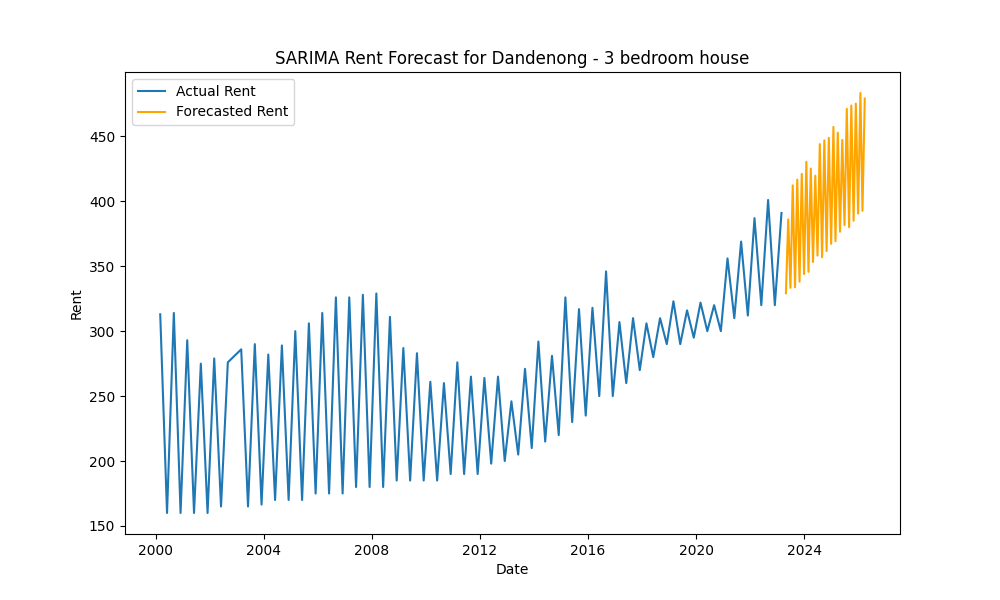 SARIMA Rent Forecast for Dandenong - 3 bedroom house
Actual Rent
Forecasted Rent
450
400
350
300
250
200
150
Rent
2000 2004 2008 2012 2016 2020 2024
Date